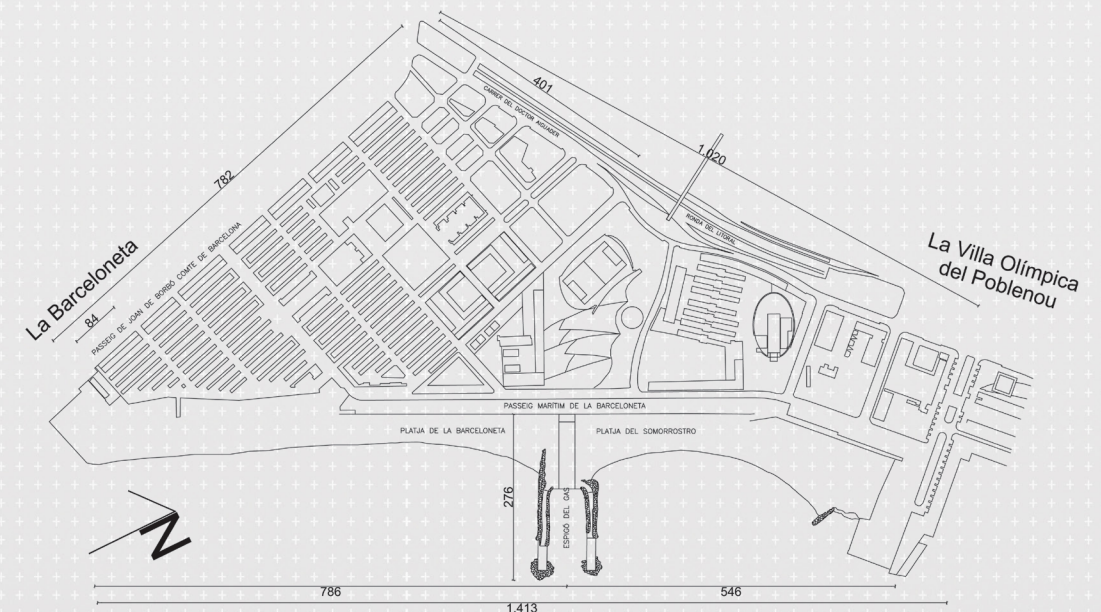 401
CARRER DEL DOCTOR AIGUADER
1.020
782
RONDA DEL LITORAL
La Villa Olímpica
del Poblenou
La Barceloneta
84
PASSEIG DE JOAN DE BORBÓ COMTE DE BARCELONA
PASSEIG MARÍTIM DE LA BARCELONETA
PLATJA DE LA BARCELONETA
PLATJA DEL SOMORROSTRO
276
ESPIGÓ DEL GAS
N
786
546
1.413